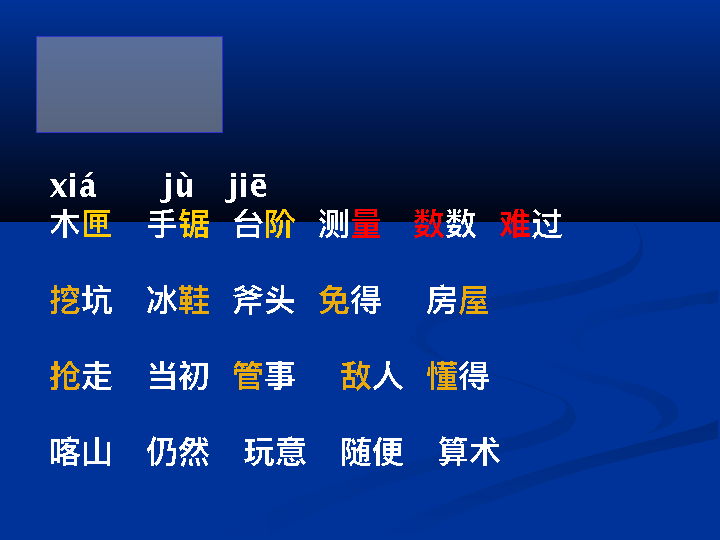 xiá jù jiē
木匣 手锯 台阶 测量 数数 难过
挖坑 冰鞋 斧头 免得 房屋
抢走 当初 管事 敌人 懂得
喀山 仍然 玩意 随便 算术